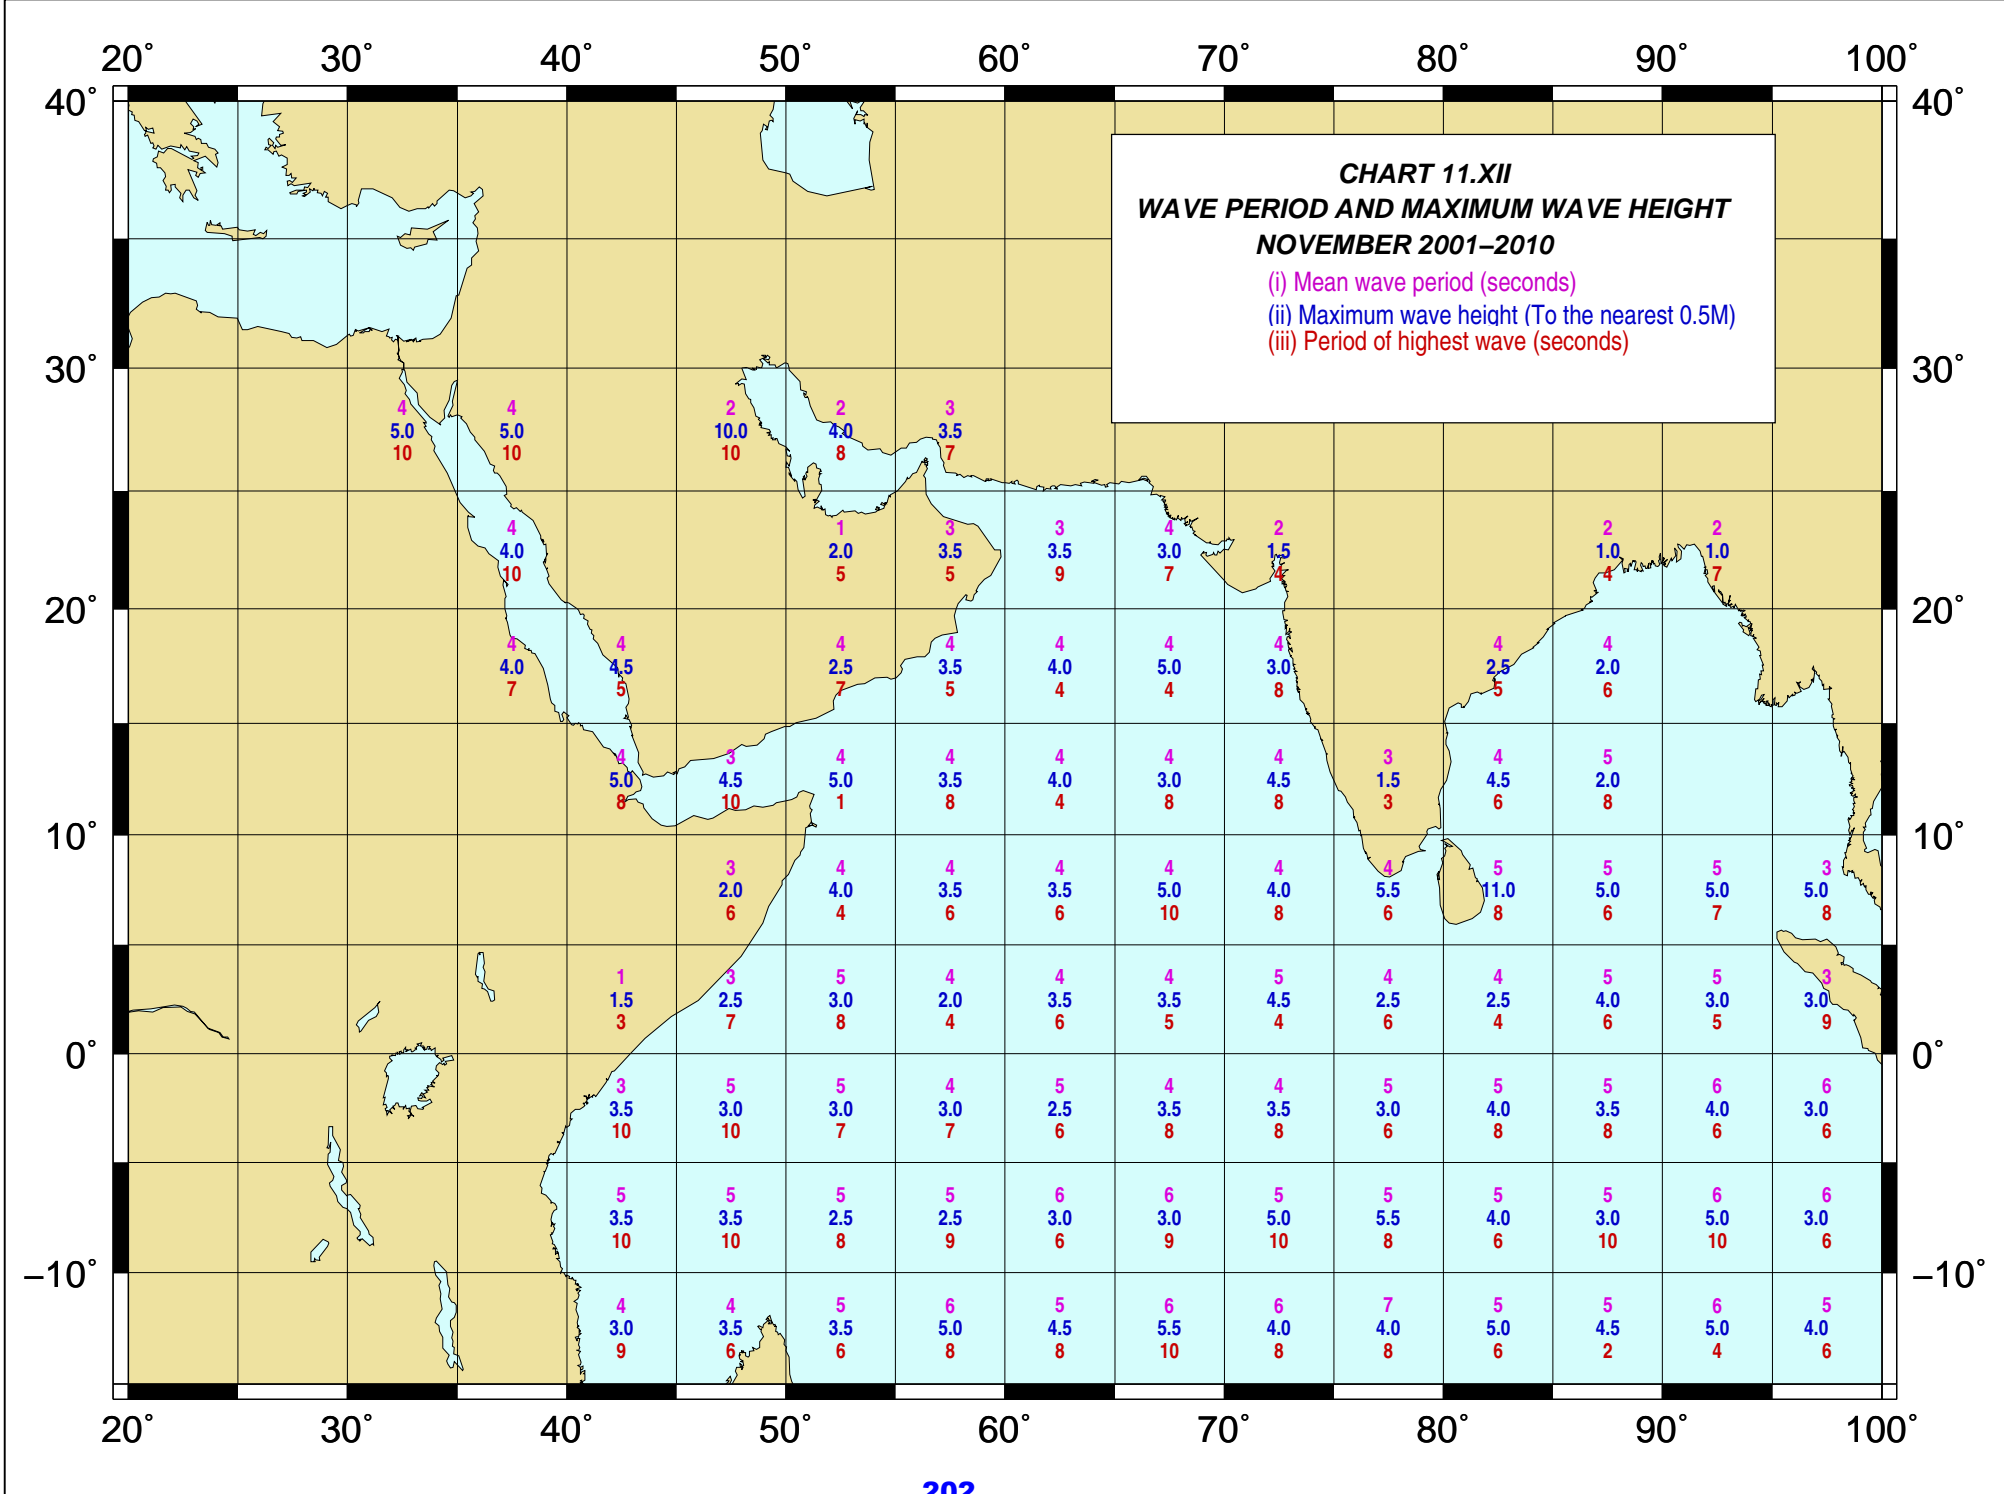 20° 30° 40° 50° 60° 70° 80° 90° 100°
40° 40°
CHART 11.XII
WAVE PERIOD AND MAXIMUM WAVE HEIGHT
NOVEMBER 2001–2010
(i) Mean wave period (seconds)
(ii) Maximum wave height (To the nearest 0.5M)
(iii) Period of highest wave (seconds)
30° 30°
4 4 2 2 3
5.0 5.0 10.0 4.0 3.5
10 10 10 8 7
4 1 3 3 4 2 2 2
4.0 2.0 3.5 3.5 3.0 1.5 1.0 1.0
10 5 5 9 7 4 4 7
20° 20°
4 4 4 4 4 4 4 4 4
4.0 4.5 2.5 3.5 4.0 5.0 3.0 2.5 2.0
7 5 7 5 4 4 8 5 6
4 3 4 4 4 4 4 3 4 5
5.0 4.5 5.0 3.5 4.0 3.0 4.5 1.5 4.5 2.0
8 10 1 8 4 8 8 3 6 8
10° 10°
3 4 4 4 4 4 4 5 5 5 3
2.0 4.0 3.5 3.5 5.0 4.0 5.5 11.0 5.0 5.0 5.0
6 4 6 6 10 8 6 8 6 7 8
1 3 5 4 4 4 5 4 4 5 5 3
1.5 2.5 3.0 2.0 3.5 3.5 4.5 2.5 2.5 4.0 3.0 3.0
3 7 8 4 6 5 4 6 4 6 5 9
0° 0°
3 5 5 4 5 4 4 5 5 5 6 6
3.5 3.0 3.0 3.0 2.5 3.5 3.5 3.0 4.0 3.5 4.0 3.0
10 10 7 7 6 8 8 6 8 8 6 6
5 5 5 5 6 6 5 5 5 5 6 6
3.5 3.5 2.5 2.5 3.0 3.0 5.0 5.5 4.0 3.0 5.0 3.0
10 10 8 9 6 9 10 8 6 10 10 6
–10° –10°
4 4 5 6 5 6 6 7 5 5 6 5
3.0 3.5 3.5 5.0 4.5 5.5 4.0 4.0 5.0 4.5 5.0 4.0
9 6 6 8 8 10 8 8 6 2 4 6
20° 30° 40° 50° 60° 70° 80° 90° 100°
202